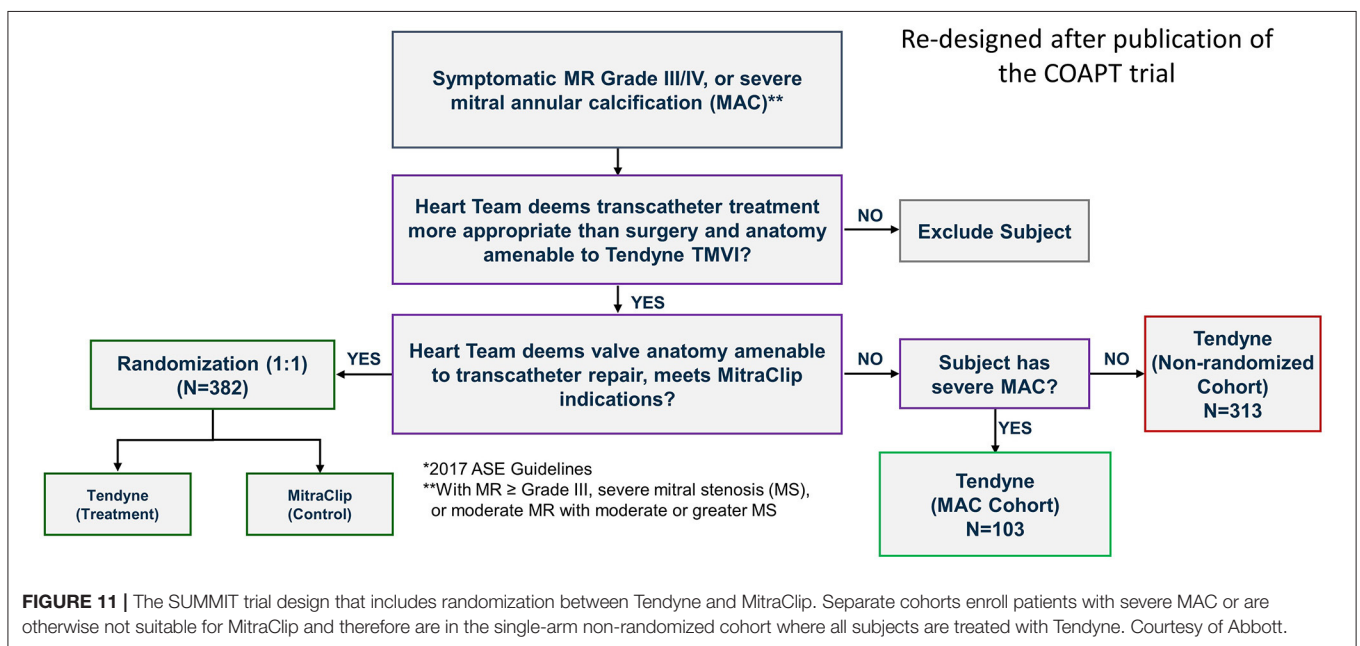 Re-designed after publication of
the COAPT trial
Symptomatic MR Grade III/IV, or severe
mitral annular calcification (MAC)**
Heart Team deems transcatheter treatment
more appropriate than surgery and anatomy
amenable to Tendyne TMVI?
NO
Exclude Subject
YES
Heart Team deems valve anatomy amenable
to transcatheter repair, meets MitraClip
indications?
YES
Randomization (1:1)
(N=382)
Tendyne
(Treatment)
MitraClip
(Control)
NO
Subject has
severe MAC?
NO
Tendyne
(Non-randomized
Cohort)
N=313
YES
Tendyne
(MAC Cohort)
N=103
*2017 ASE Guidelines
**With MR ≥ Grade III, severe mitral stenosis (MS),
or moderate MR with moderate or greater MS
FIGURE 11 | The SUMMIT trial design that includes randomization between Tendyne and MitraClip. Separate cohorts enroll patients with severe MAC or are
otherwise not suitable for MitraClip and therefore are in the single-arm non-randomized cohort where all subjects are treated with Tendyne. Courtesy of Abbott.